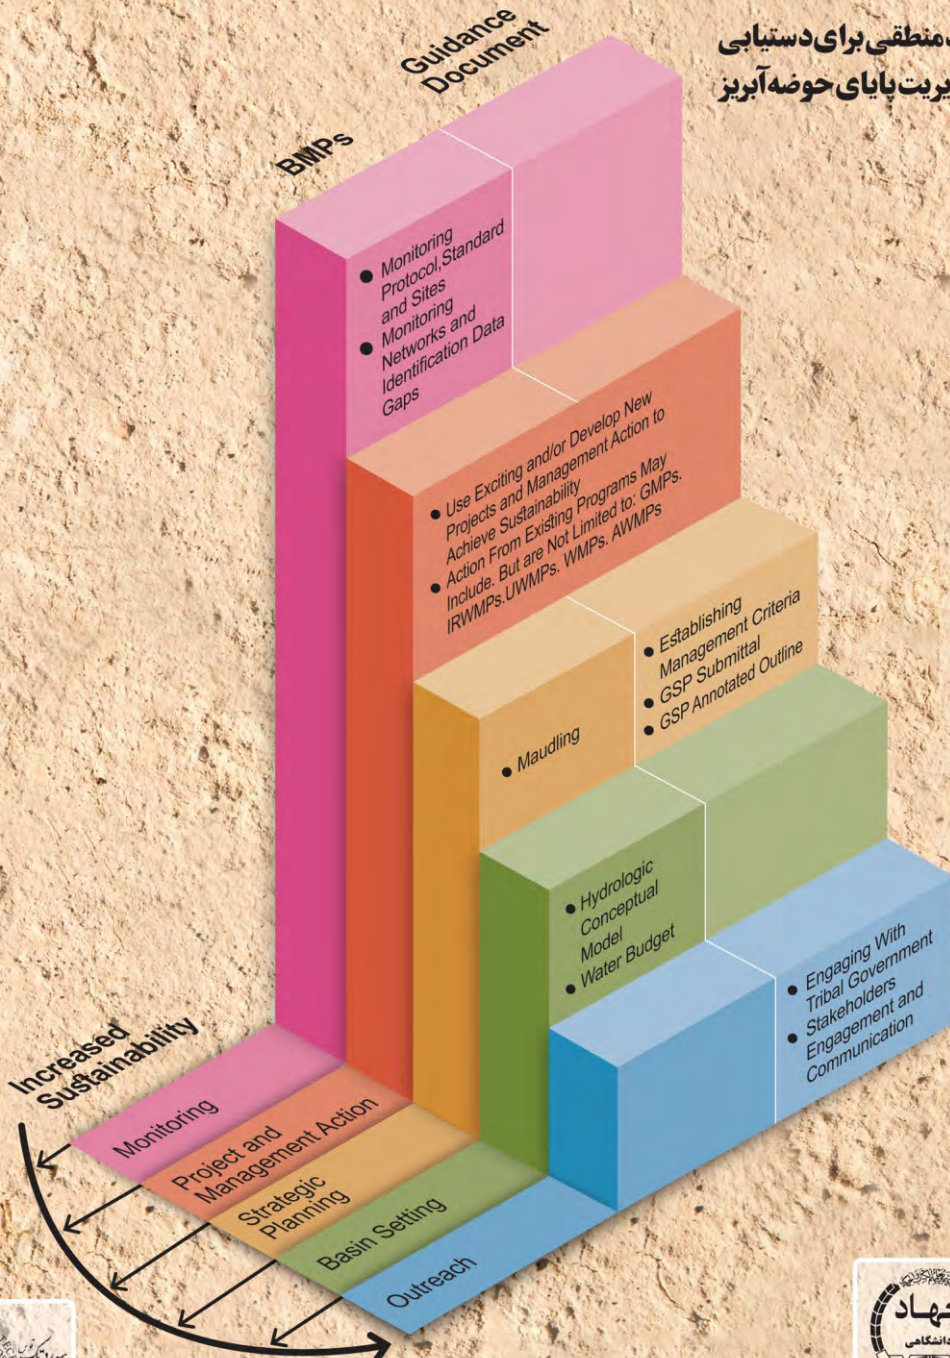 منطقی برای دستیابی
پایای حوضه آبریز
Guidance
Document
BMPs
● Monitoring
Protocol,Standard
and Sites
● Monitoring
Networks and
Identification Data
Gaps
● Use Exciting and/or Develop New
Projects and Management Action to
Achieve Sustainability
● Action From Existing Programs May
Include. But are Not Limited to: GMPs.
IRWMPs.UWMPs. WMPs. AWMPs
● Maudling
● Establishing
Management Criteria
● GSP Submittal
● GSP Annotated Outline
● Hydrologic
Conceptual
Model
● Water Budget
● Engaging With
Tribal Government
● Stakeholders
Engagement and
Communication
Increased
Sustainability
Monitoring
Project and
Management Action
Strategic
Planning
Basin Setting
Outreach
دانشگاهی